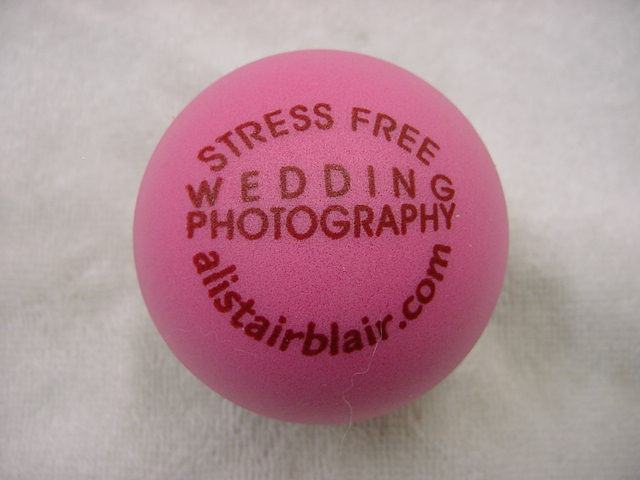 STRESS FREE
WEDDING
PHOTOGRAPHY
alistairblair.com